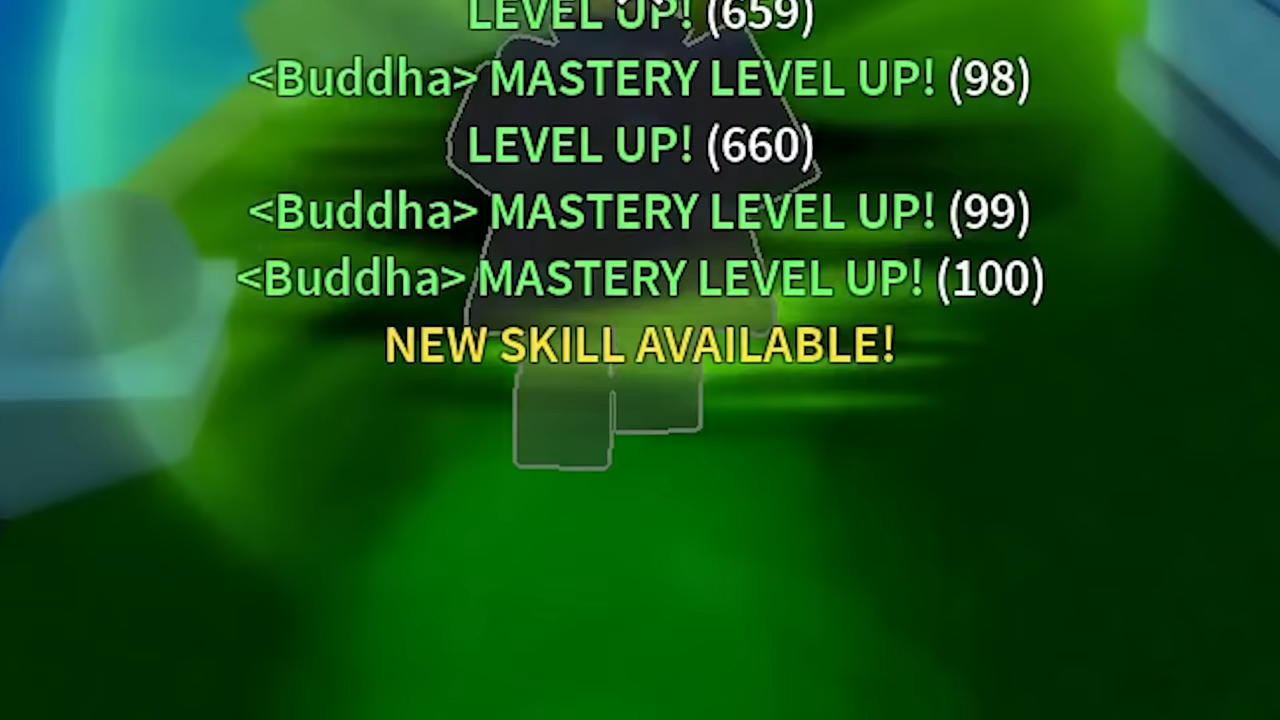 LEVEL UP! (659)
<Buddha> MASTERY LEVEL UP! (98)
LEVEL UP! (660)
<Buddha> MASTERY LEVEL UP! (99)
<Buddha> MASTERY LEVEL UP! (100)
NEW SKILL AVAILABLE!